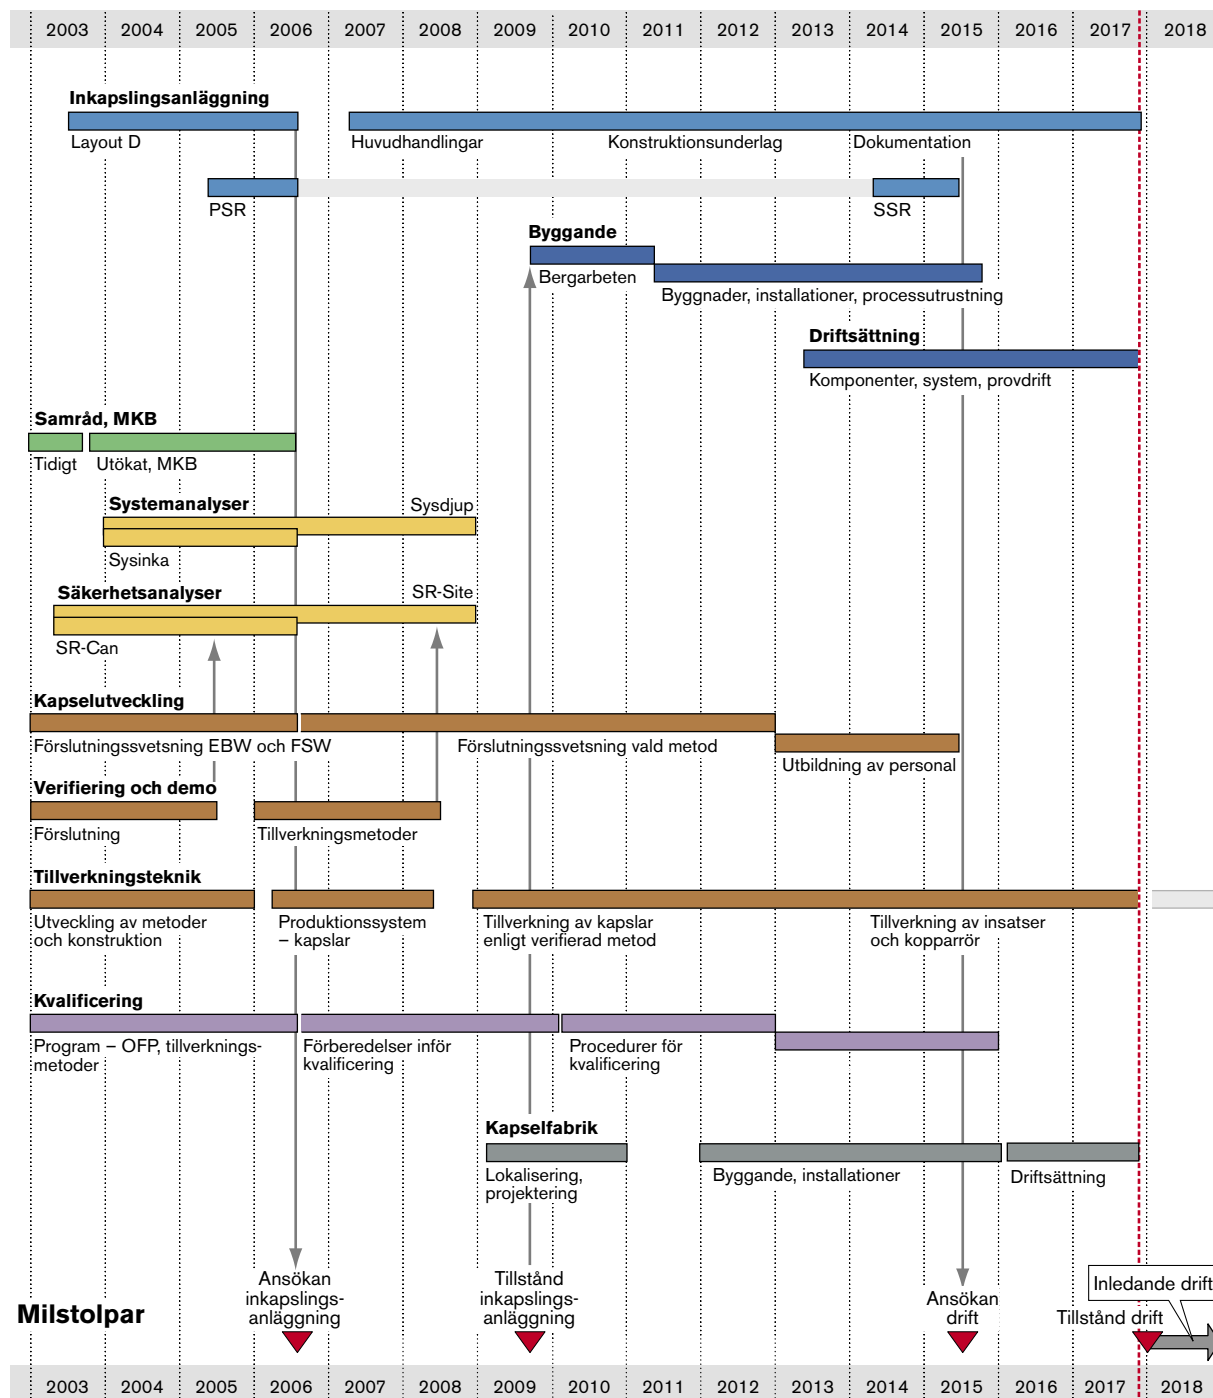 2003 2004 2005 2006 2007 2008 2009 2010 2011 2012 2013 2014 2015 2016 2017 2018
Inkapslingsanläggning
Layout D
Huvudhandlingar
Konstruktionsunderlag
Dokumentation
PSR
SSR
Byggande
Bergarbeten
Byggnader, installationer, processutrustning
Driftsättning
Komponenter, system, provdrift
Samråd, MKB
Tidigt
Utökat, MKB
Systemanalyser
Sysdjup
Sysinka
Säkerhetsanalyser
SR-Site
SR-Can
Kapselutveckling
Förslutningssvetsning EBW och FSW
Förslutningssvetsning vald metod
Utbildning av personal
Verifiering och demo
Förslutning
Tillverkningsmetoder
Tillverkningsteknik
Utveckling av metoder
och konstruktion
Produktionssystem
– kapslar
Tillverkning av kapslar
enligt verifierad metod
Tillverkning av insatser
och kopparrör
Kvalificering
Program – OFP, tillverknings-
metoder
Förberedelser inför
kvalificering
Procedurer för
kvalificering
Kapselfabrik
Lokalisering,
projektering
Byggande, installationer
Driftsättning
Milstolpar
Ansökan
inkapslings-
anläggning
Tillstånd
inkapslings-
anläggning
Ansökan
drift
Tillstånd drift
Inledande drift
2003 2004 2005 2006 2007 2008 2009 2010 2011 2012 2013 2014 2015 2016 2017 2018